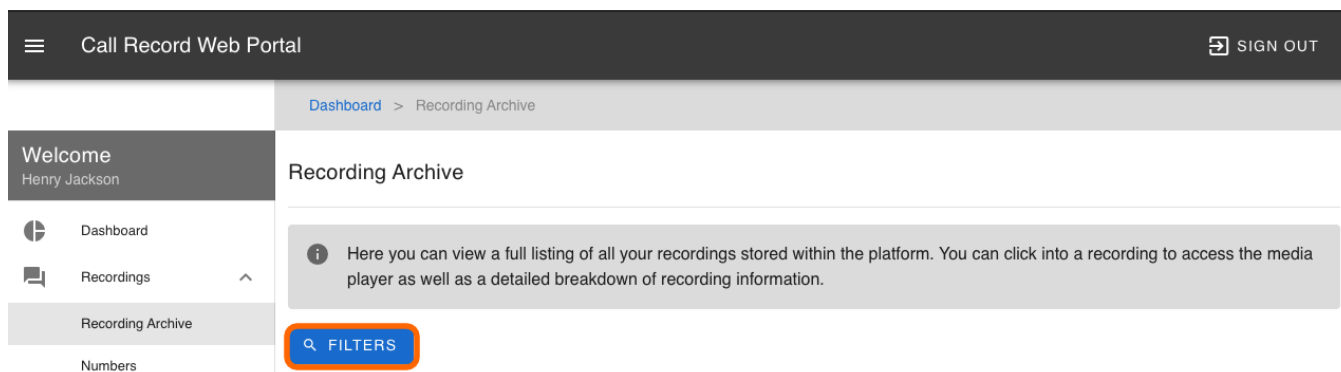 Call Record Web Portal
SIGN OUT
Dashboard > Recording Archive
Welcome
Henry Jackson
Dashboard
Recordings
Recording Archive
Numbers
Recording Archive
Here you can view a full listing of all your recordings stored within the platform. You can click into a recording to access the media
player as well as a detailed breakdown of recording information.
FILTERS